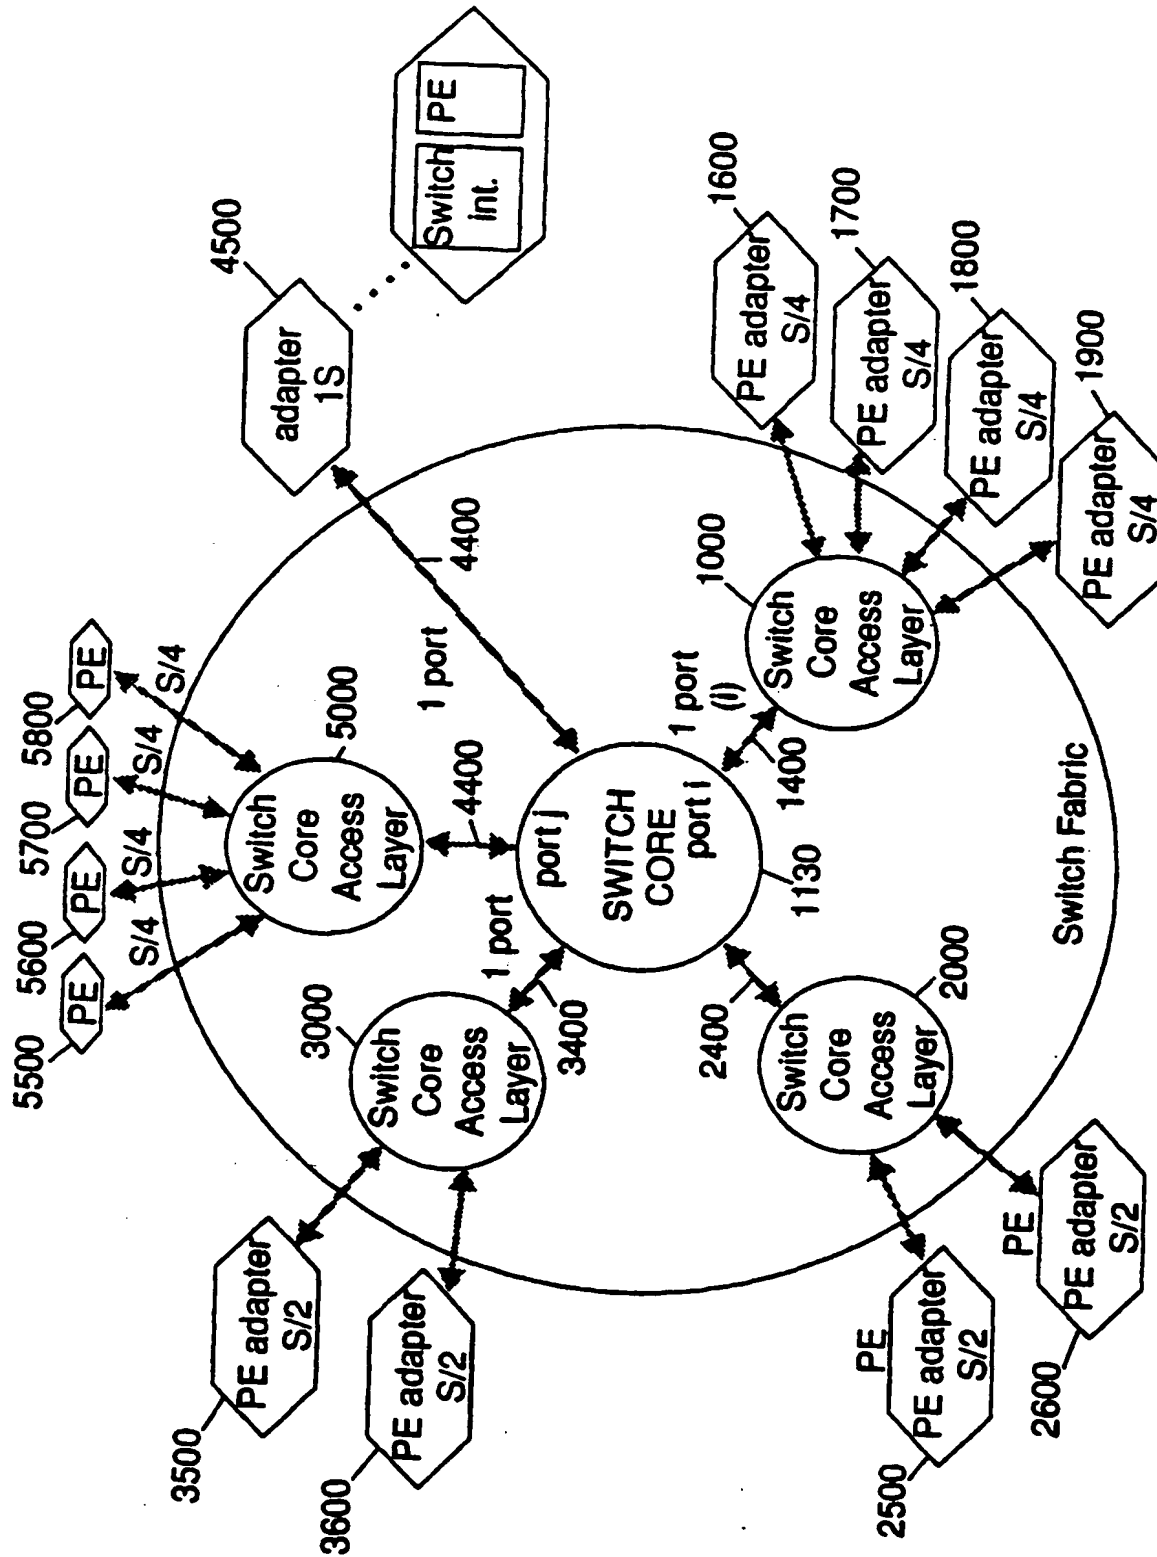 5500
PE
S/4
5600
PE
S/4
5700
PE
S/4
5800
PE
S/4
4500
adapter
1S
Switch
int.
PE
3500
PE adapter
S/2
3600
PE adapter
S/2
3000
Switch
Core
Access
Layer
5000
Switch
Core
Access
Layer
1 port
4400
1 port
3400
4400
port j
SWITCH
CORE
port i
1130
1 port
(i)
1400
1000
Switch
Core
Access
Layer
1600
PE adapter
S/4
1700
PE adapter
S/4
1800
PE adapter
S/4
1900
PE adapter
S/4
2400
2000
Switch
Core
Access
Layer
PE
PE adapter
S/2
2500
PE
PE adapter
S/2
2600
Switch Fabric